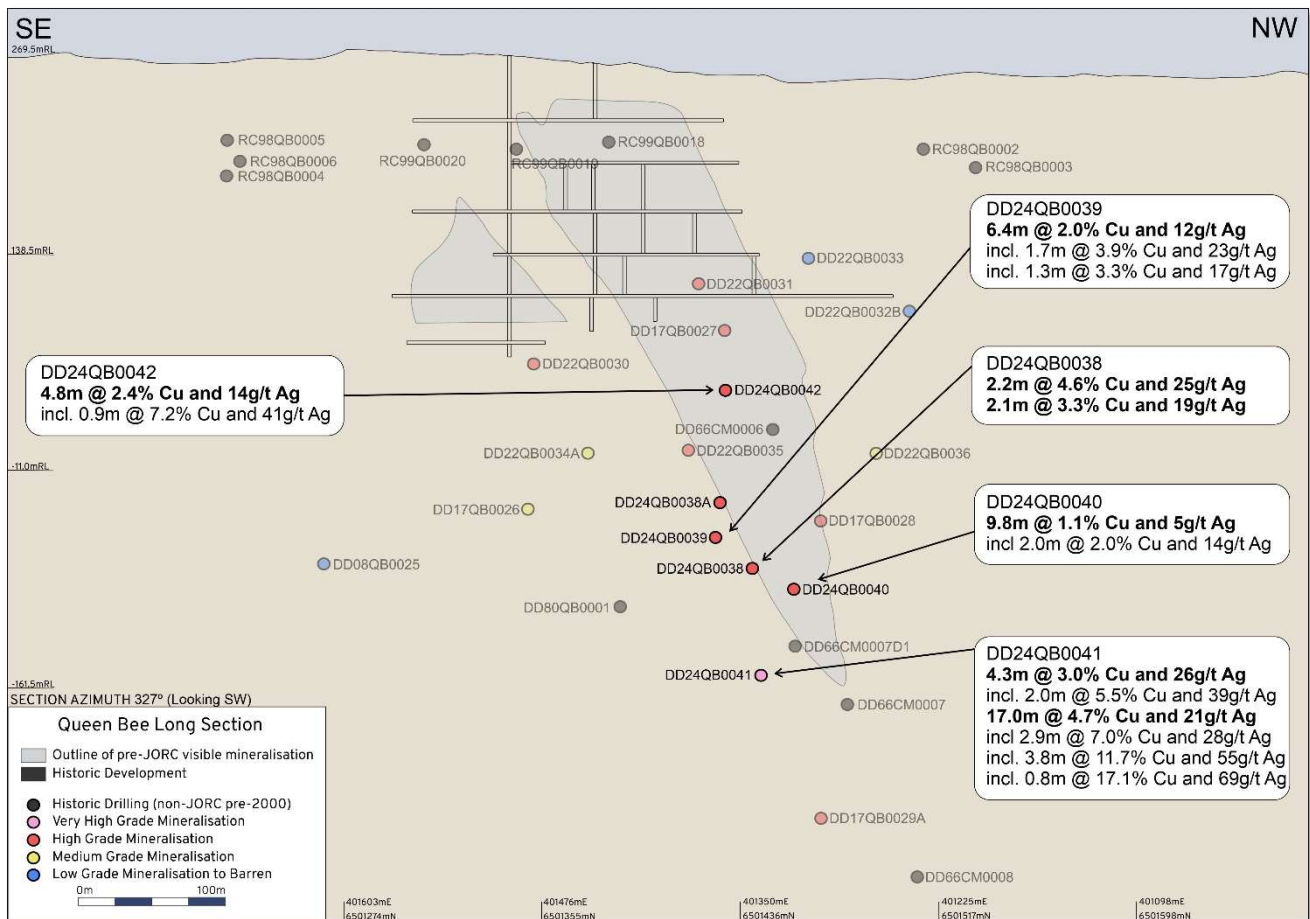 SE
NW
269.5mRL
RC98QB0005
RC98QB0006
RC98QB0004
RC99QB0020
RC99QB0019
RC99QB0018
RC98QB0002
RC98QB0003
DD24QB0039
6.4m @ 2.0% Cu and 12g/t Ag
incl. 1.7m @ 3.9% Cu and 23g/t Ag
incl. 1.3m @ 3.3% Cu and 17g/t Ag
138.5mRL
DD22QB0033
DD22QB0031
DD22QB0032B
DD17QB0027
DD22QB0030
DD24QB0042
4.8m @ 2.4% Cu and 14g/t Ag
incl. 0.9m @ 7.2% Cu and 41g/t Ag
DD24QB0042
DD24QB0038
2.2m @ 4.6% Cu and 25g/t Ag
2.1m @ 3.3% Cu and 19g/t Ag
DD66CM0006
DD22QB0034A
DD22QB0035
DD22QB0036
-11.0mRL
DD24QB0038A
DD17QB0026
DD17QB0028
DD24QB0039
DD24QB0040
9.8m @ 1.1% Cu and 5g/t Ag
incl 2.0m @ 2.0% Cu and 14g/t Ag
DD08QB0025
DD24QB0038
DD24QB0040
DD80QB0001
DD66CM0007D1
DD24QB0041
DD24QB0041
4.3m @ 3.0% Cu and 26g/t Ag
incl. 2.0m @ 5.5% Cu and 39g/t Ag
17.0m @ 4.7% Cu and 21g/t Ag
incl 2.9m @ 7.0% Cu and 28g/t Ag
incl. 3.8m @ 11.7% Cu and 55g/t Ag
incl. 0.8m @ 17.1% Cu and 69g/t Ag
-161.5mRL
DD66CM0007
DD17QB0029A
DD66CM0008
SECTION AZIMUTH 327° (Looking SW)
Queen Bee Long Section
Outline of pre-JORC visible mineralisation
Historic Development
Historic Drilling (non-JORC pre-2000)
Very High Grade Mineralisation
High Grade Mineralisation
Medium Grade Mineralisation
Low Grade Mineralisation to Barren
0m 100m
401603mE 401476mE 401350mE 401225mE 401098mE
6501274mN 6501355mN 6501436mN 6501517mN 6501598mN